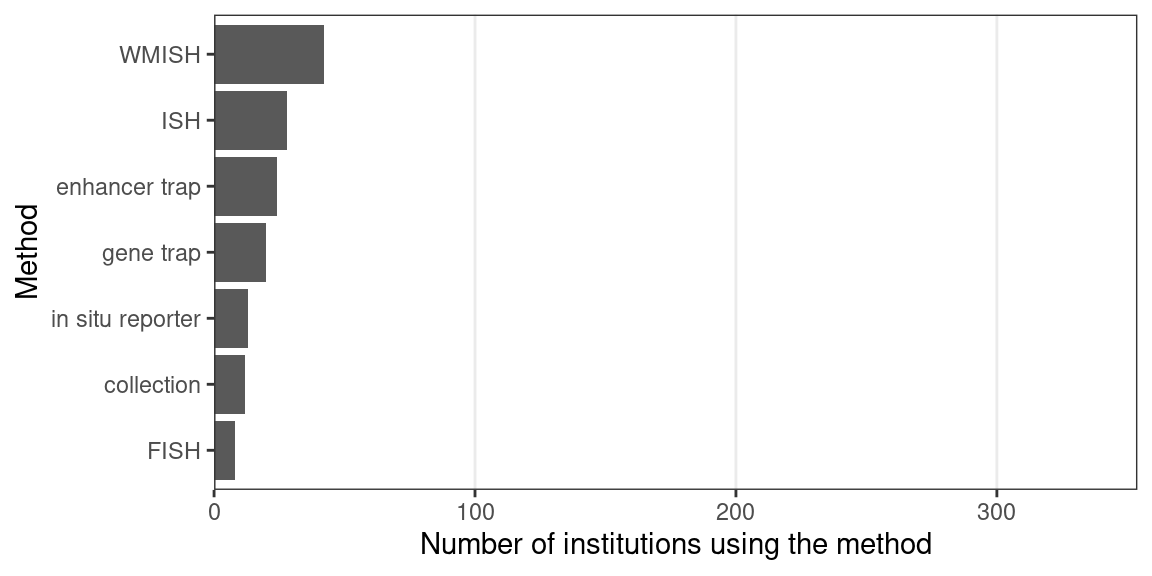 WMISH
ISH
enhancer trap
gene trap
in situ reporter
collection
FISH
Method
0 100 200 300
Number of institutions using the method